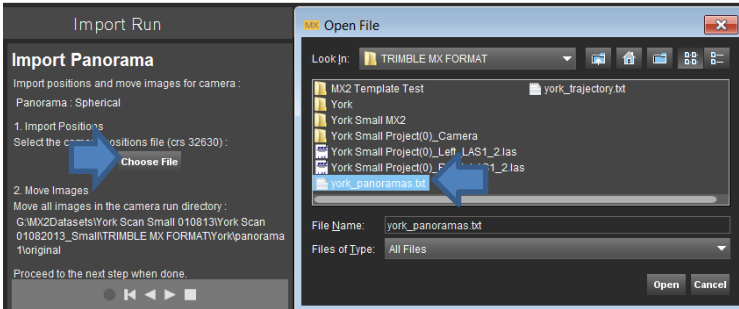 Import Run
Import Panorama
Import positions and move images for camera :
Panorama : Spherical
1. Import Positions
Select the camera positions file (crs 32630) :
Choose File
2. Move Images
Move all images in the camera run directory :
G:\MX2Datasets\York Scan Small 010813\York Scan
01082013_Small\TRIMBLE MX FORMAT\York\panorama
1\original
Proceed to the next step when done.
MX Open File
Look In: TRIMBLE MX FORMAT
MX2 Template Test
York
York Small MX2
York Small Project(0)_Camera
York Small Project(0)_Left_LAS1_2.las
York Small Project(0)_ LAS1_2.las
york_panoramas.txt
york_trajectory.txt
File Name: york_panoramas.txt
Files of Type: All Files
Open Cancel